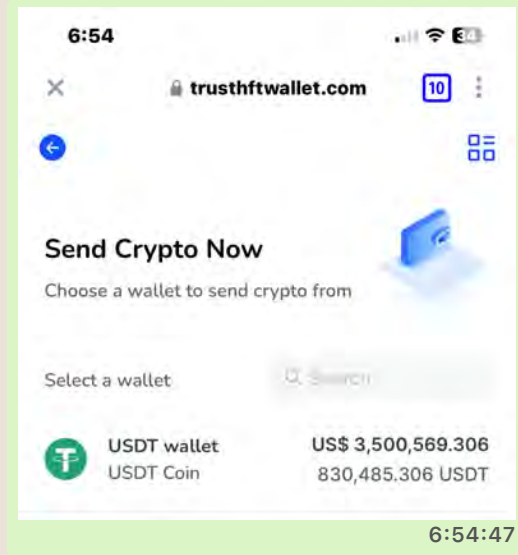 6:54
34
trusthftwallet.com
10
Send Crypto Now
Choose a wallet to send crypto from
Select a wallet
Search
USDT wallet
US$ 3,500,569.306
USDT Coin
830,485.306 USDT
6:54:47